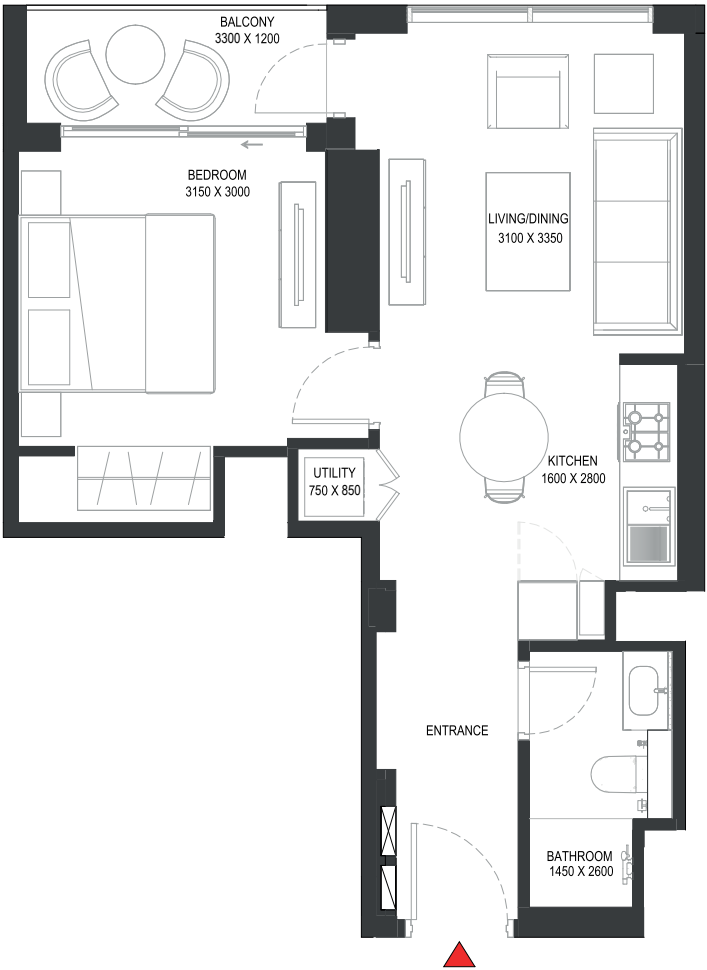 BALCONY
3300 X 1200
BEDROOM
3150 X 3000
LIVING/DINING
3100 X 3350
KITCHEN
1600 X 2800
UTILITY
750 X 850
ENTRANCE
BATHROOM
1450 X 2600